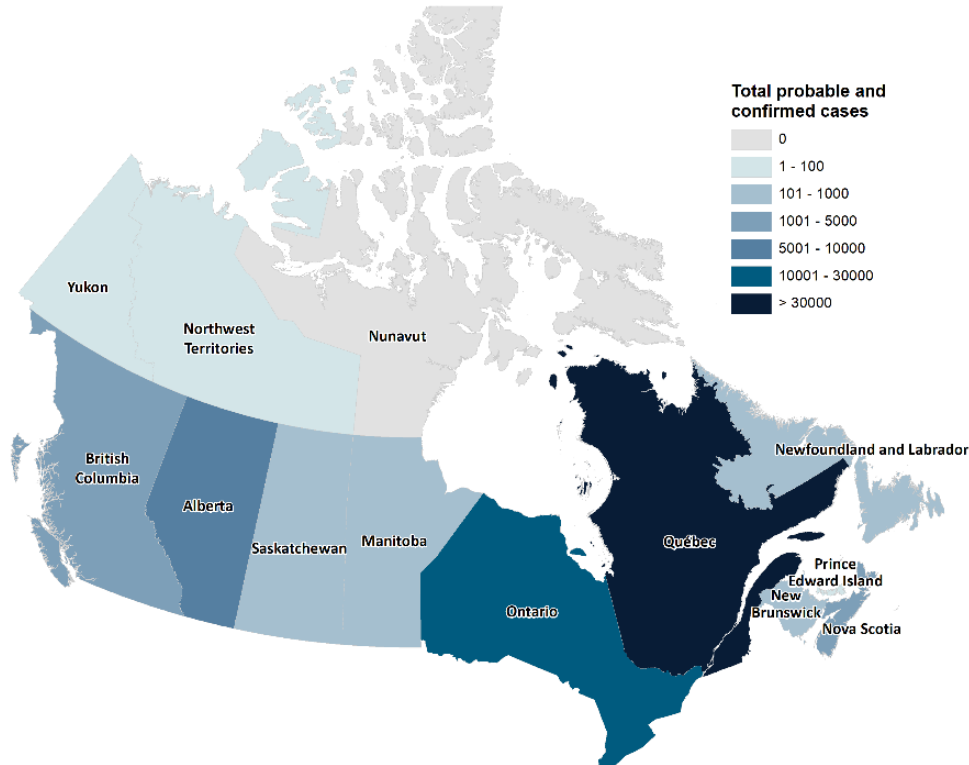 Total probable and
confirmed cases
0
1 - 100
101 - 1000
1001 - 5000
5001 - 10000
10001 - 30000
> 30000
Yukon
Northwest
Territories
Nunavut
British
Columbia
Alberta
Saskatchewan
Manitoba
Ontario
Québec
Newfoundland and Labrador
Prince
Edward Island
New
Brunswick
Nova Scotia